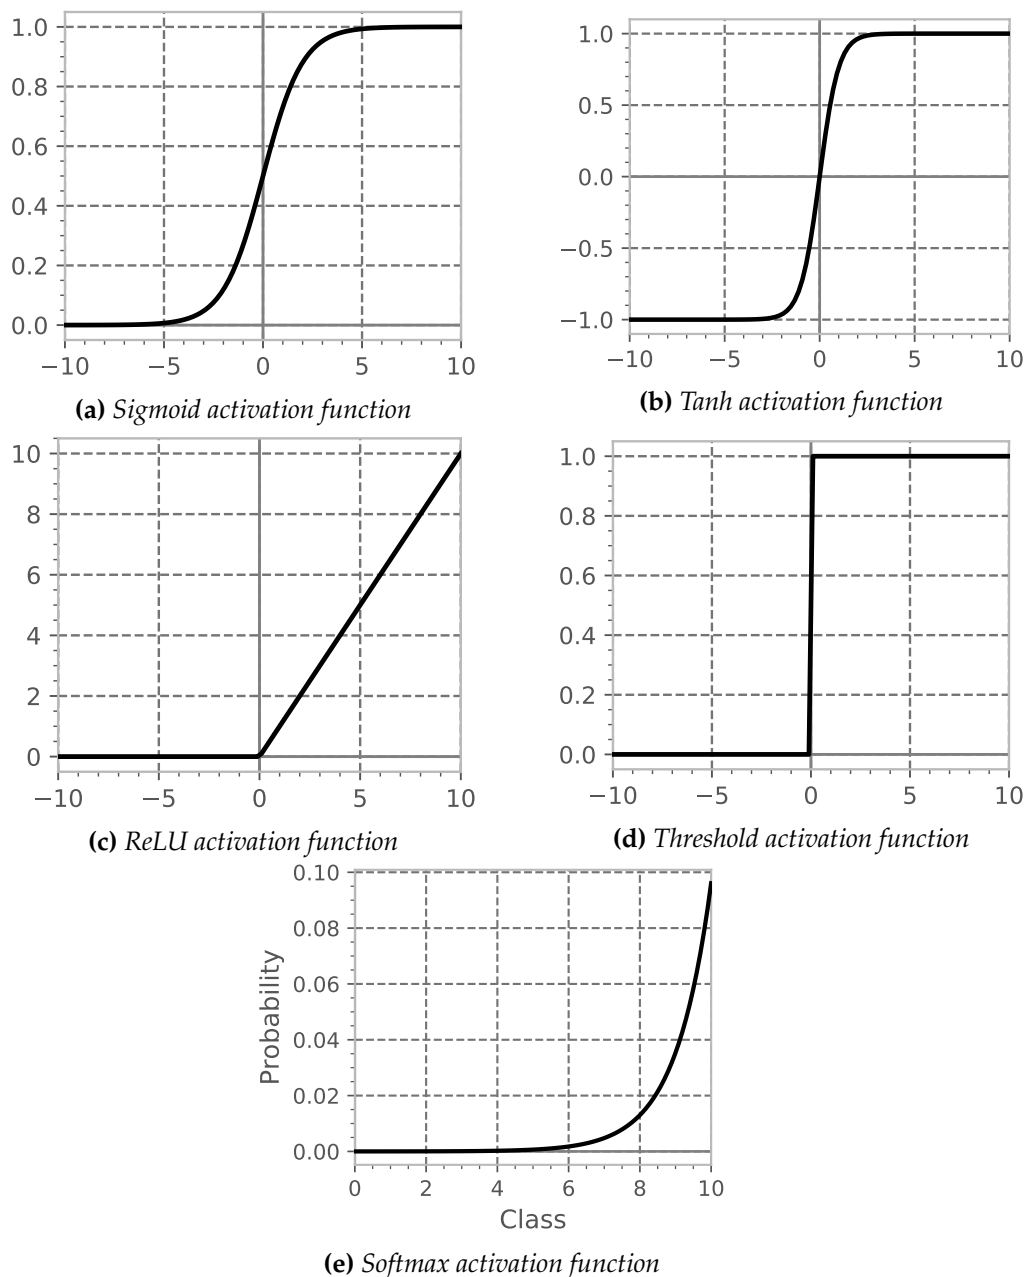 1.0
0.8
0.6
0.4
0.2
0.0
−10 −5 0 5 10
(a) Sigmoid activation function
1.0
0.5
0.0
−0.5
−1.0
−10 −5 0 5 10
(b) Tanh activation function
10
8
6
4
2
0
−10 −5 0 5 10
(c) ReLU activation function
1.0
0.8
0.6
0.4
0.2
0.0
−10 −5 0 5 10
(d) Threshold activation function
Probability
0.10
0.08
0.06
0.04
0.02
0.00
0 2 4 6 8 10
Class
(e) Softmax activation function